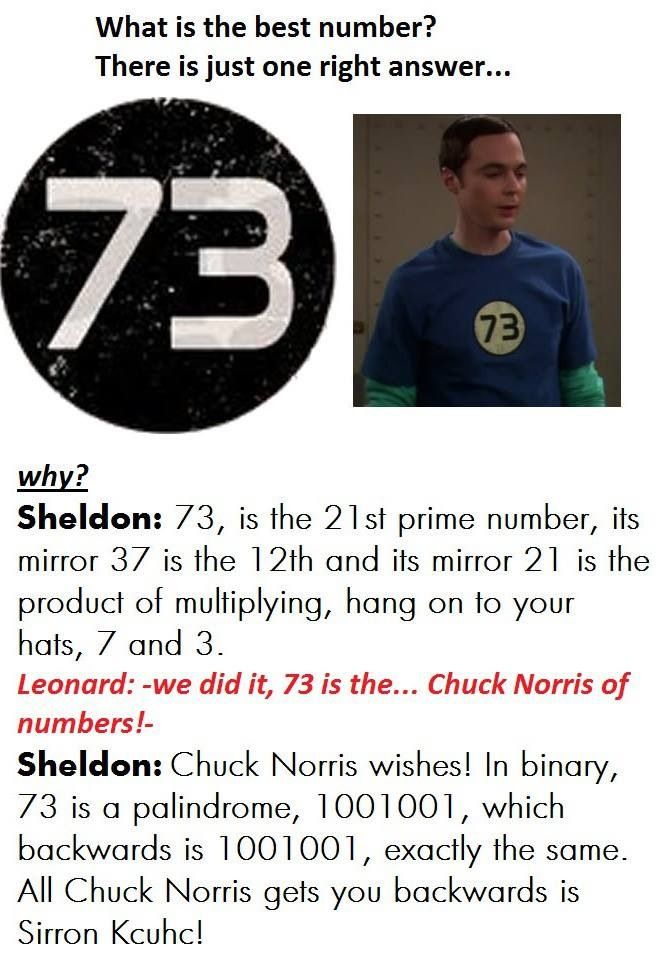 What is the best number?
There is just one right answer...
73
73
why?
Sheldon: 73, is the 21st prime number, its
mirror 37 is the 12th and its mirror 21 is the
product of multiplying, hang on to your
hats, 7 and 3.
Leonard: -we did it, 73 is the... Chuck Norris of
numbers!-
Sheldon: Chuck Norris wishes! In binary,
73 is a palindrome, 1001001, which
backwards is 1001001, exactly the same.
All Chuck Norris gets you backwards is
Sirron Kcuhc!